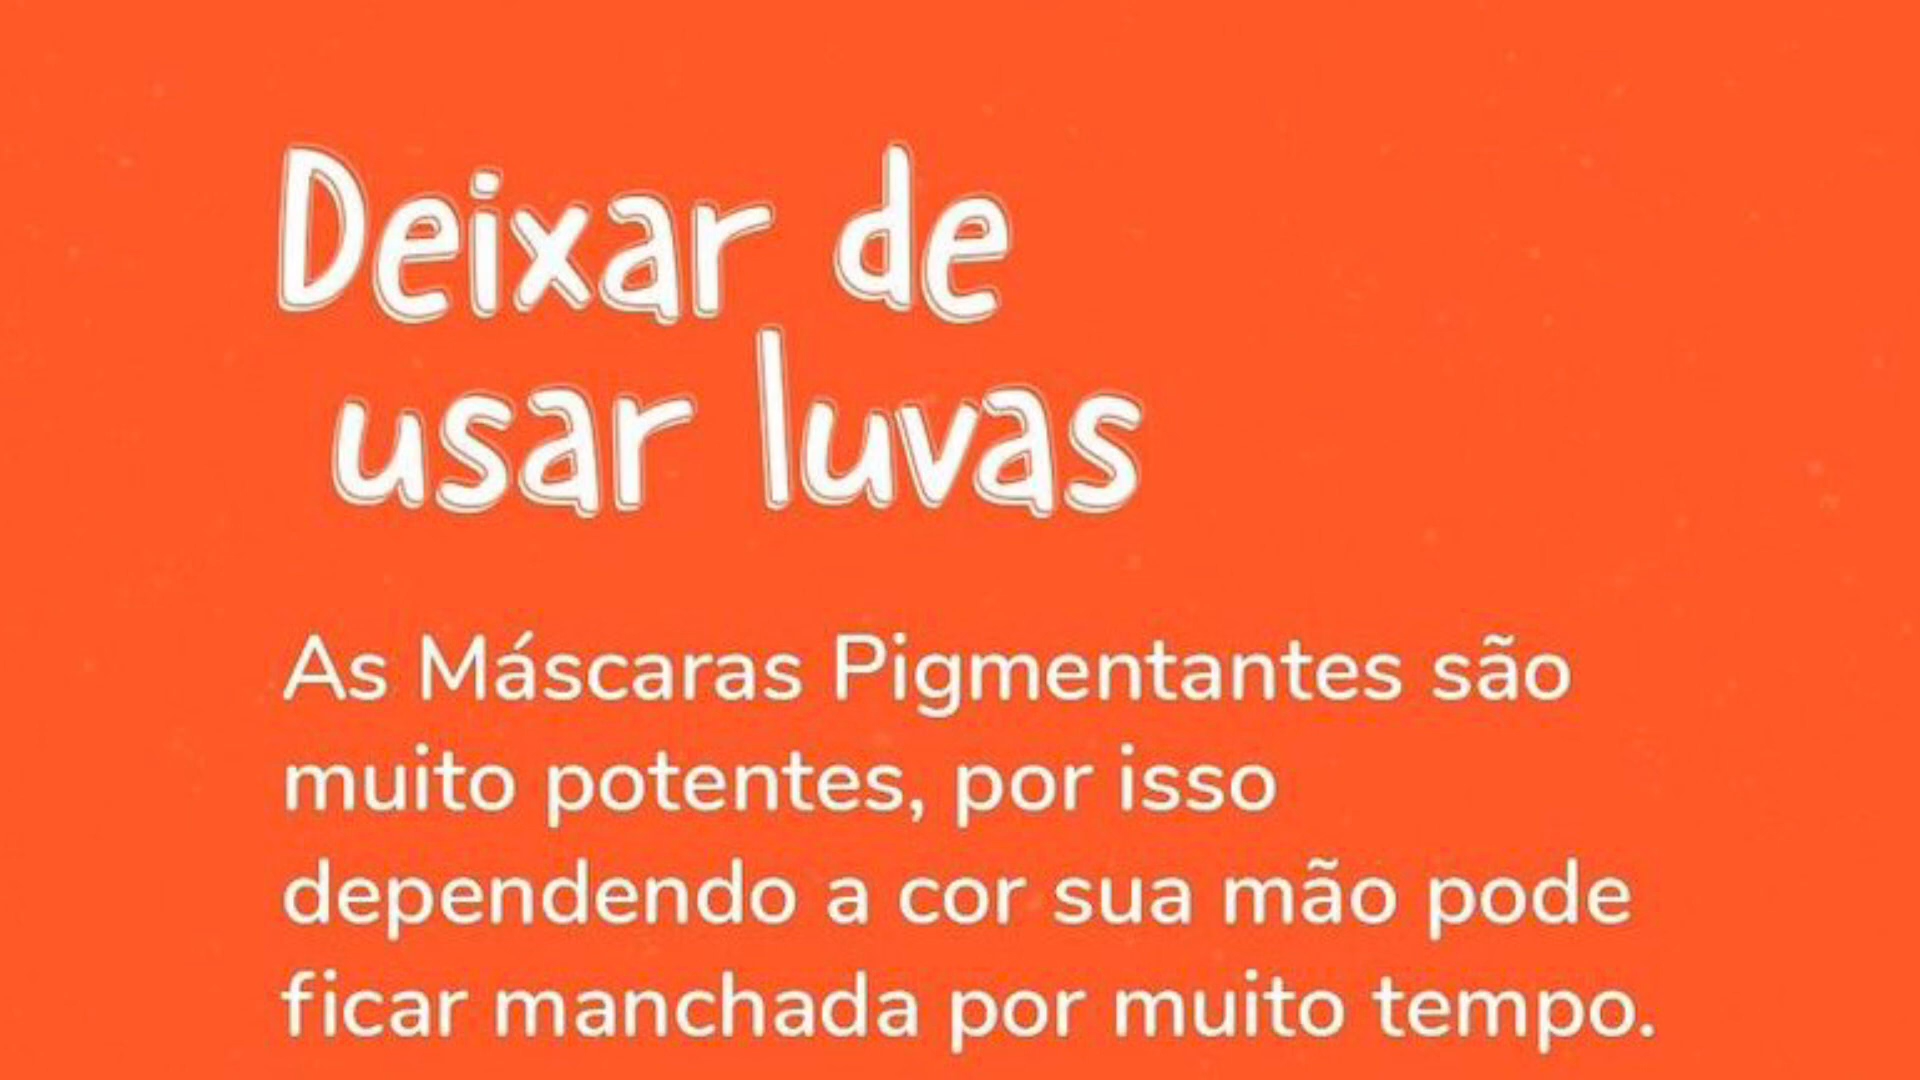 Deixar de
usar luvas
As Máscaras Pigmentantes são
muito potentes, por isso
dependendo a cor sua mão pode
ficar manchada por muito tempo.